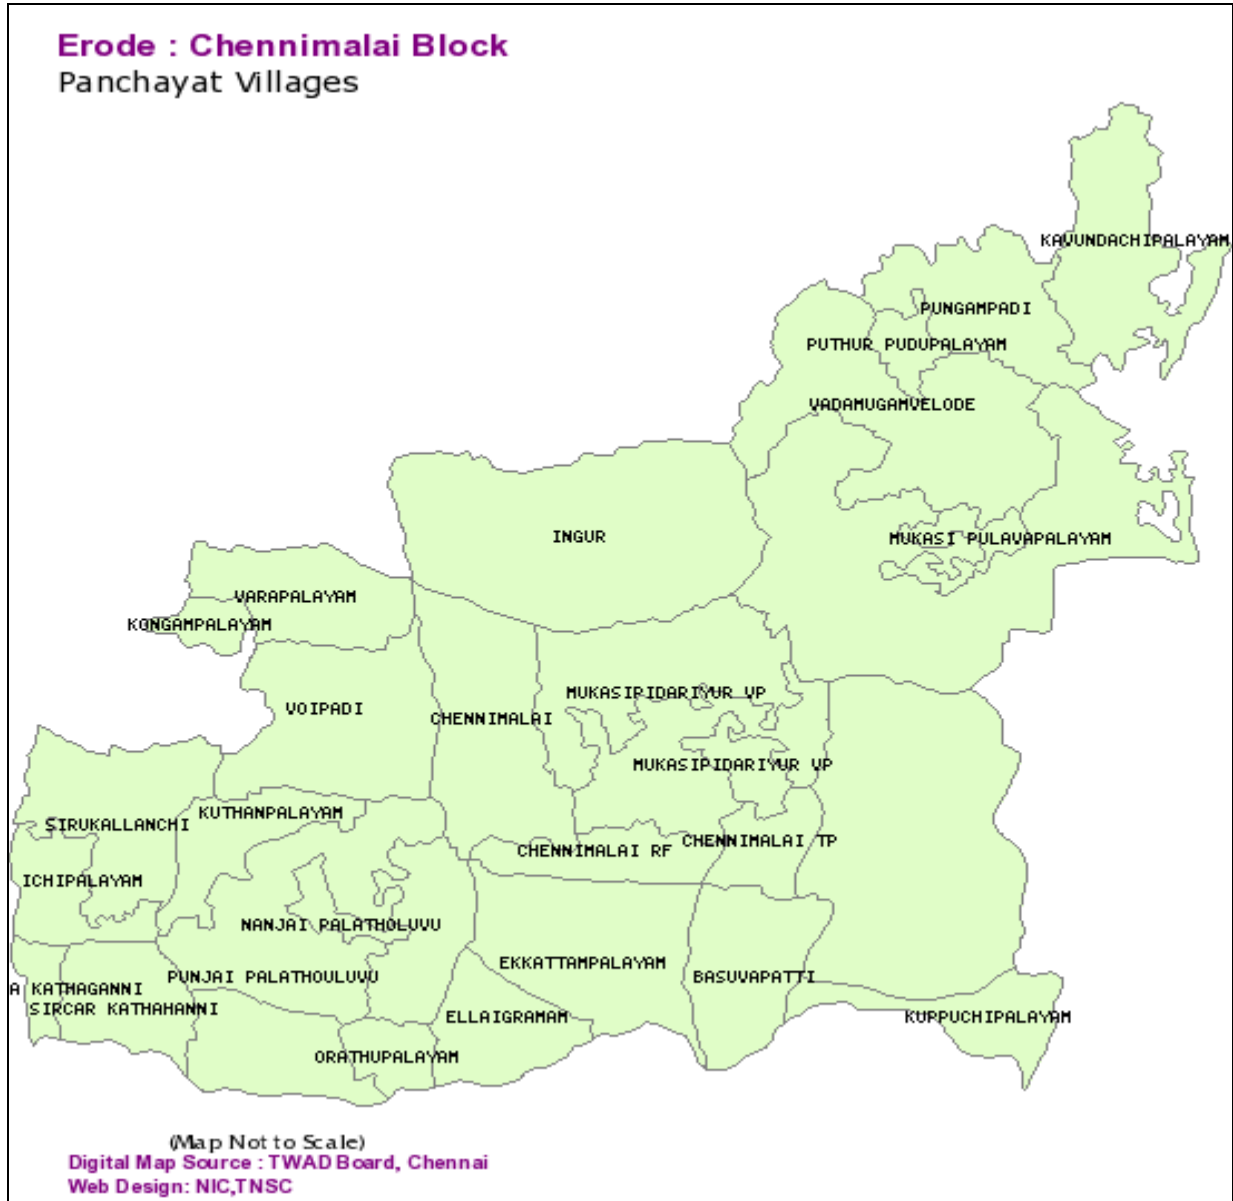 Erode : Chennimalai Block
Panchayat Villages
KAVUNDACHIPALAYAM
PUNGAMPADI
PUTHUR PUDUPALAYAM
VADAMUGAMVELODE
INGUR
MUKASI PULAVAPALAYAM
VARAPALAYAM
KONGAMPALAYAM
MUKASIPIDARIYUR VP
VOIPADI
CHENNIMALAI
MUKASIPIDARIYUR VP
KUTHANPALAYAM
SIRUKALLANCHI
CHENNIMALAI TP
CHENNIMALAI RF
ICHIPALAYAM
NANJAI PALATHOLUVU
EKKATTAMPALAYAM
PUNJAI PALATHOULUVU
BASUVAPATTI
A KATHAGANNI
SIRCAR KATHAHANNI
ELLAIGRAMAM
KUPPUCHIPALAYAM
ORATHUPALAYAM
(Map Not to Scale)
Digital Map Source : TWAD Board, Chennai
Web Design: NIC,TNSC